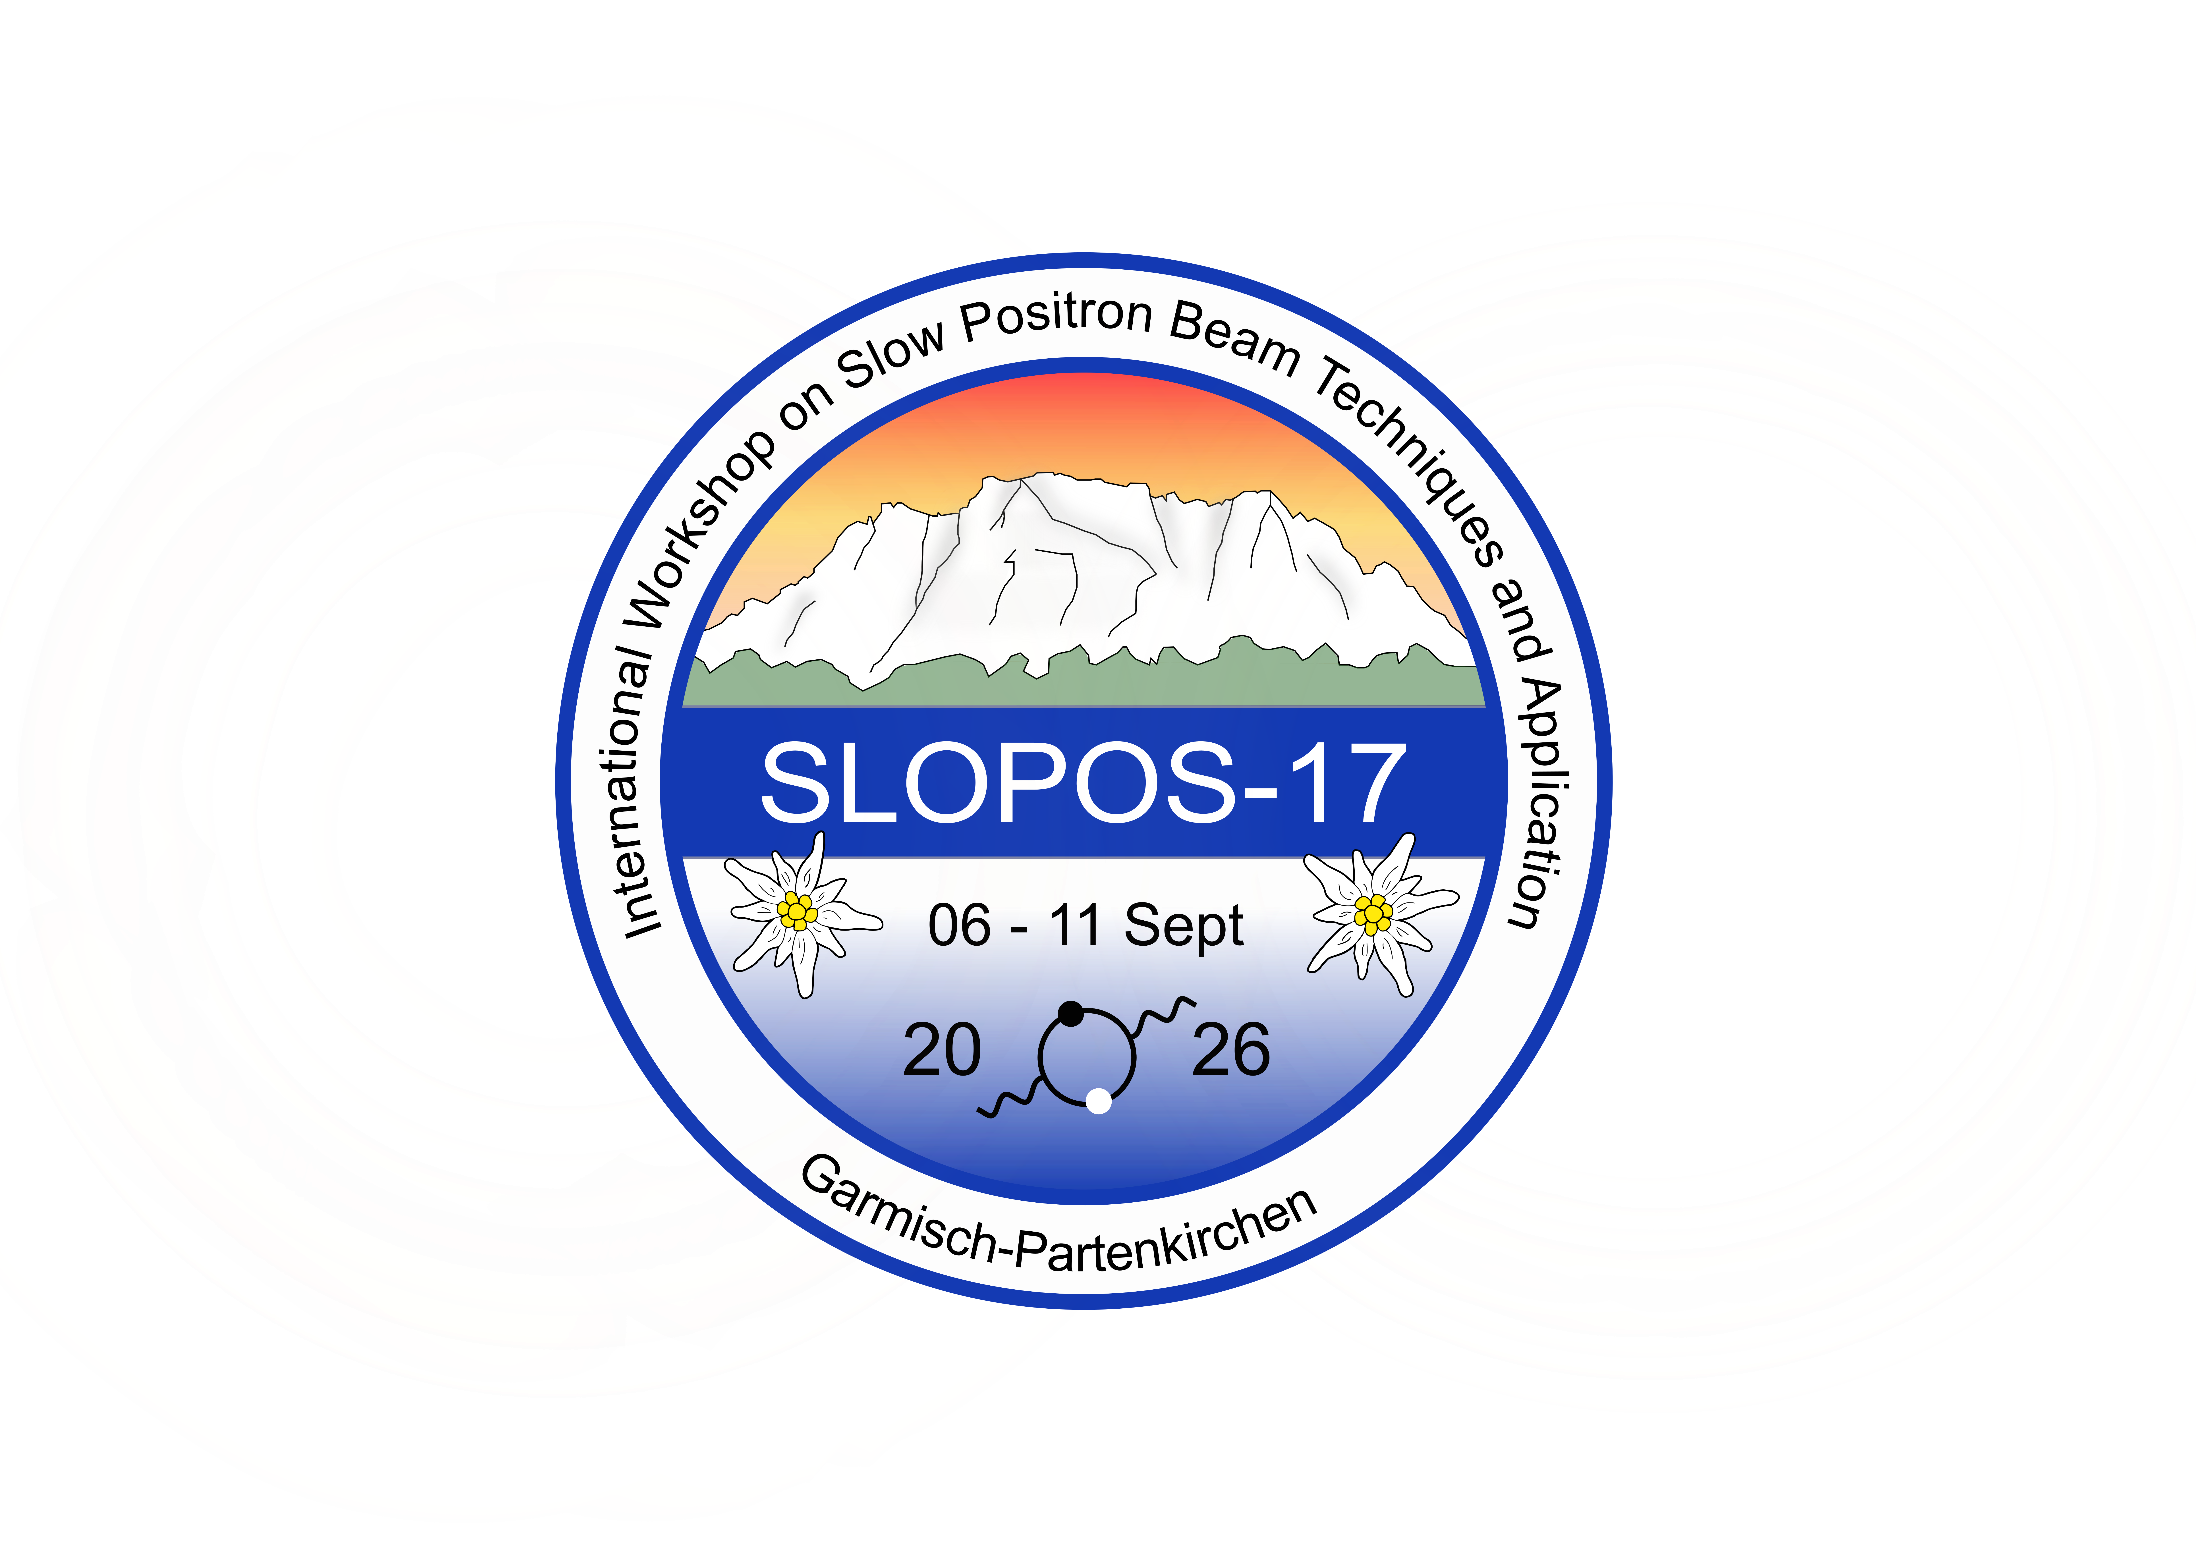 International Workshop on Slow Positron Beam Techniques and Application
SLOPOS-17
06 - 11 Sept
20 26
Garmisch-Partenkirchen